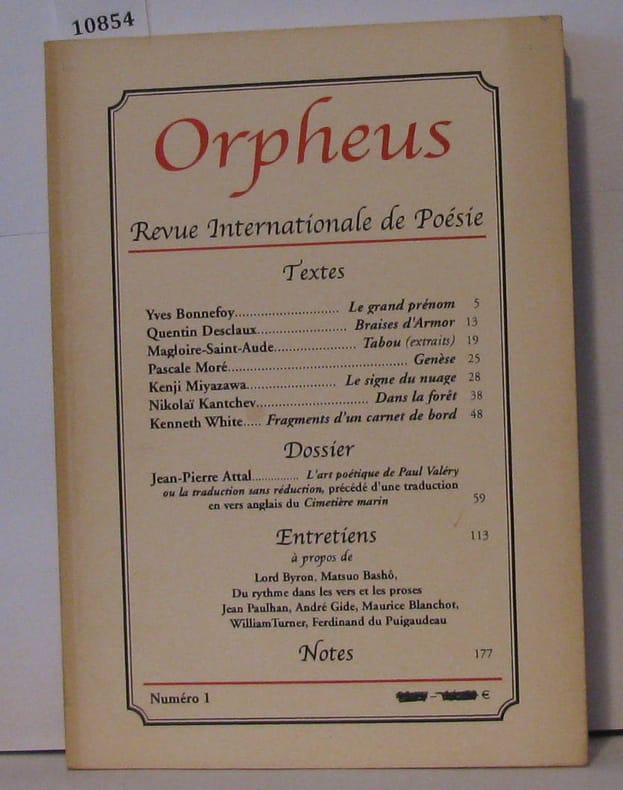 10854
Orpheus
Revue Internationale de Poésie
Textes
Yves Bonnefoy............................ Le grand prénom 5
Quentin Desclaux........................ Braises d'Armor 13
Magloire-Saint-Aude...................... Tabou (extraits) 19
Pascale Moré................................................ Genèse 25
Kenji Miyazawa........................ Le signe du nuage 28
Nikolaï Kantchev.............................. Dans la forêt 38
Kenneth White..... Fragments d'un carnet de bord 48
Dossier
Jean-Pierre Attal.............. L'art poétique de Paul Valéry
ou la traduction sans réduction, précédé d'une traduction
en vers anglais du Cimetière marin 59
Entretiens 113
à propos de
Lord Byron, Matsuo Bashô,
Du rythme dans les vers et les proses
Jean Paulhan, André Gide, Maurice Blanchot,
WilliamTurner, Ferdinand du Puigaudeau
Notes 177
Numéro 1 – €